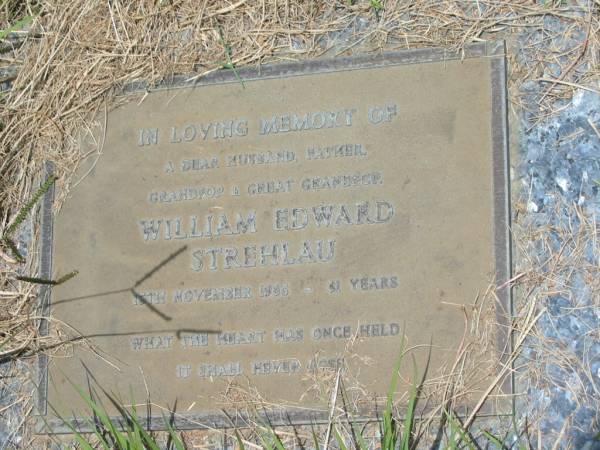 IN LOVING MEMORY OF
A DEAR HUSBAND, FATHER,
GRANDPOP & GREAT GRANDPOP,
WILLIAM EDWARD
STREHLAU
NOVEMBER - YEARS
WHAT THE HEART HAS ONCE HELD
IT SHALL NEVER LOSE